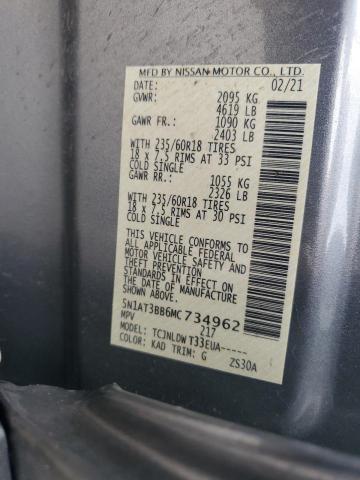 MFD BY NISSAN MOTOR CO., LTD.
DATE: 02/21
GVWR: 2095 KG
4619 LB
GAWR FR.: 1090 KG
2403 LB
WITH 235/60R18 TIRES
18 x 7.5 RIMS AT 33 PSI
COLD SINGLE
GAWR RR.: 1055 KG
2326 LB
WITH 235/60R18 TIRES
18 x 7.5 RIMS AT 30 PSI
COLD SINGLE
THIS VEHICLE CONFORMS TO
ALL APPLICABLE FEDERAL
MOTOR VEHICLE SAFETY AND
THEFT PREVENTION
STANDARDS IN EFFECT ON
THE DATE OF MANUFACTURE
SHOWN ABOVE.
5N1AT3BB6MC734962
MPV 217
MODEL: TCJNLDWT33EUA-----
COLOR: KAD TRIM: G ZS30A